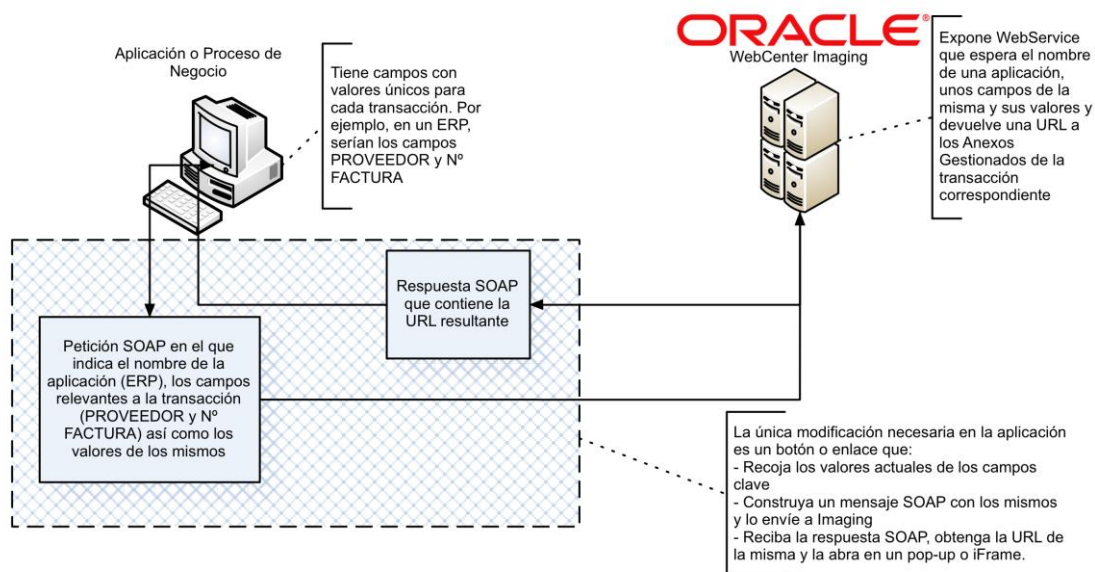 Aplicación o Proceso de
Negocio
Tiene campos con
valores únicos para
cada transacción. Por
ejemplo, en un ERP,
serían los campos
PROVEEDOR y Nº
FACTURA
ORACLE®
WebCenter Imaging
Expone WebService
que espera el nombre
de una aplicación,
unos campos de la
misma y sus valores y
devuelve una URL a
los Anexos
Gestionados de la
transacción
correspondiente
Respuesta SOAP
que contiene la
URL resultante
Petición SOAP en el que
indica el nombre de la
aplicación (ERP), los campos
relevantes a la transacción
(PROVEEDOR y Nº
FACTURA) así como los
valores de los mismos
La única modificación necesaria en la aplicación
es un botón o enlace que:
- Recoja los valores actuales de los campos
clave
- Construya un mensaje SOAP con los mismos
y lo envíe a Imaging
- Reciba la respuesta SOAP, obtenga la URL de
la misma y la abra en un pop-up o iFrame.